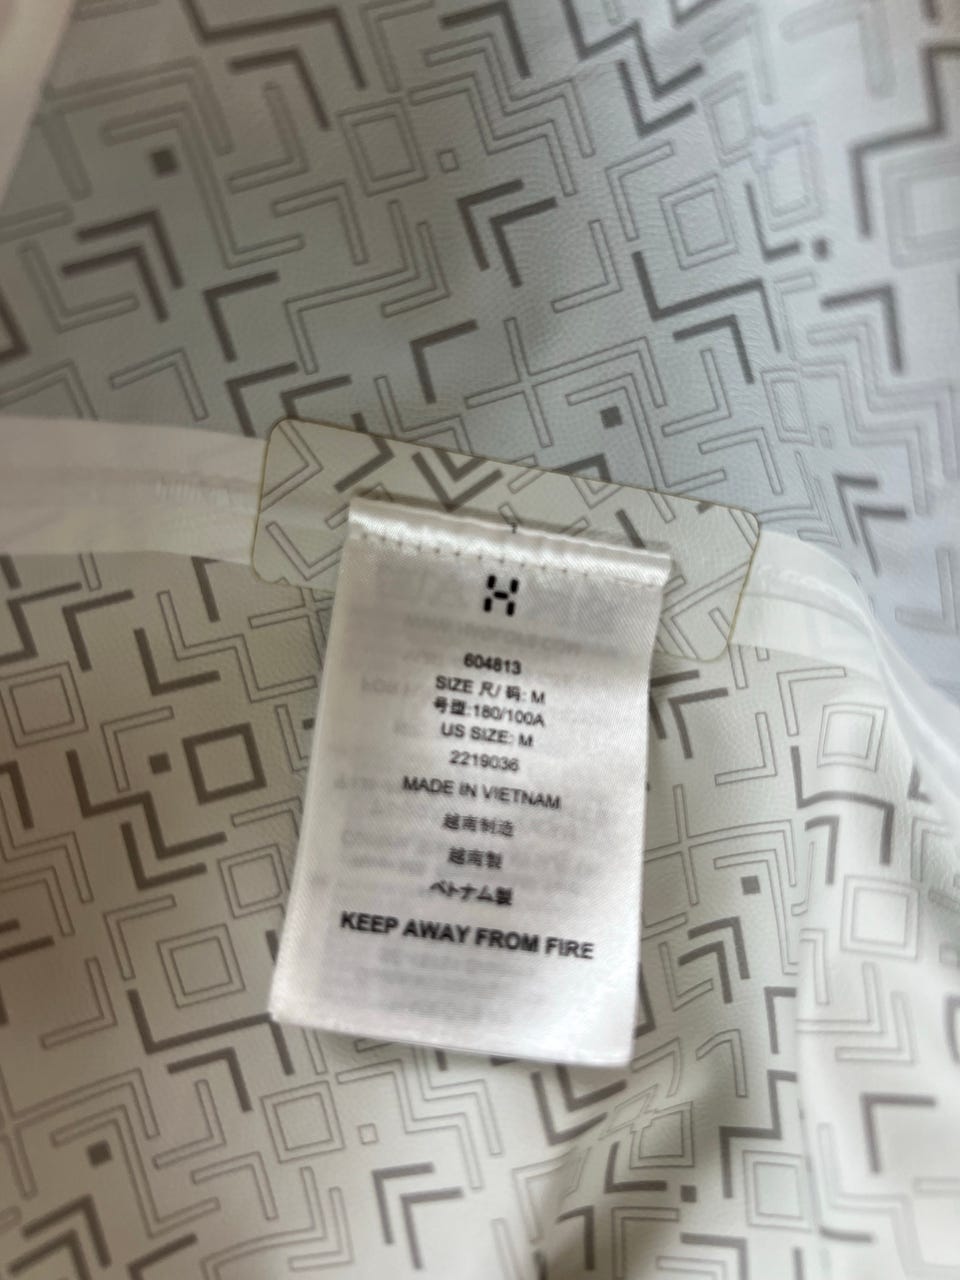 604813
SIZE 尺/码: M
号型:180/100A
US SIZE: M
2219036
MADE IN VIETNAM
越南制造
越南製
ベトナム製
KEEP AWAY FROM FIRE